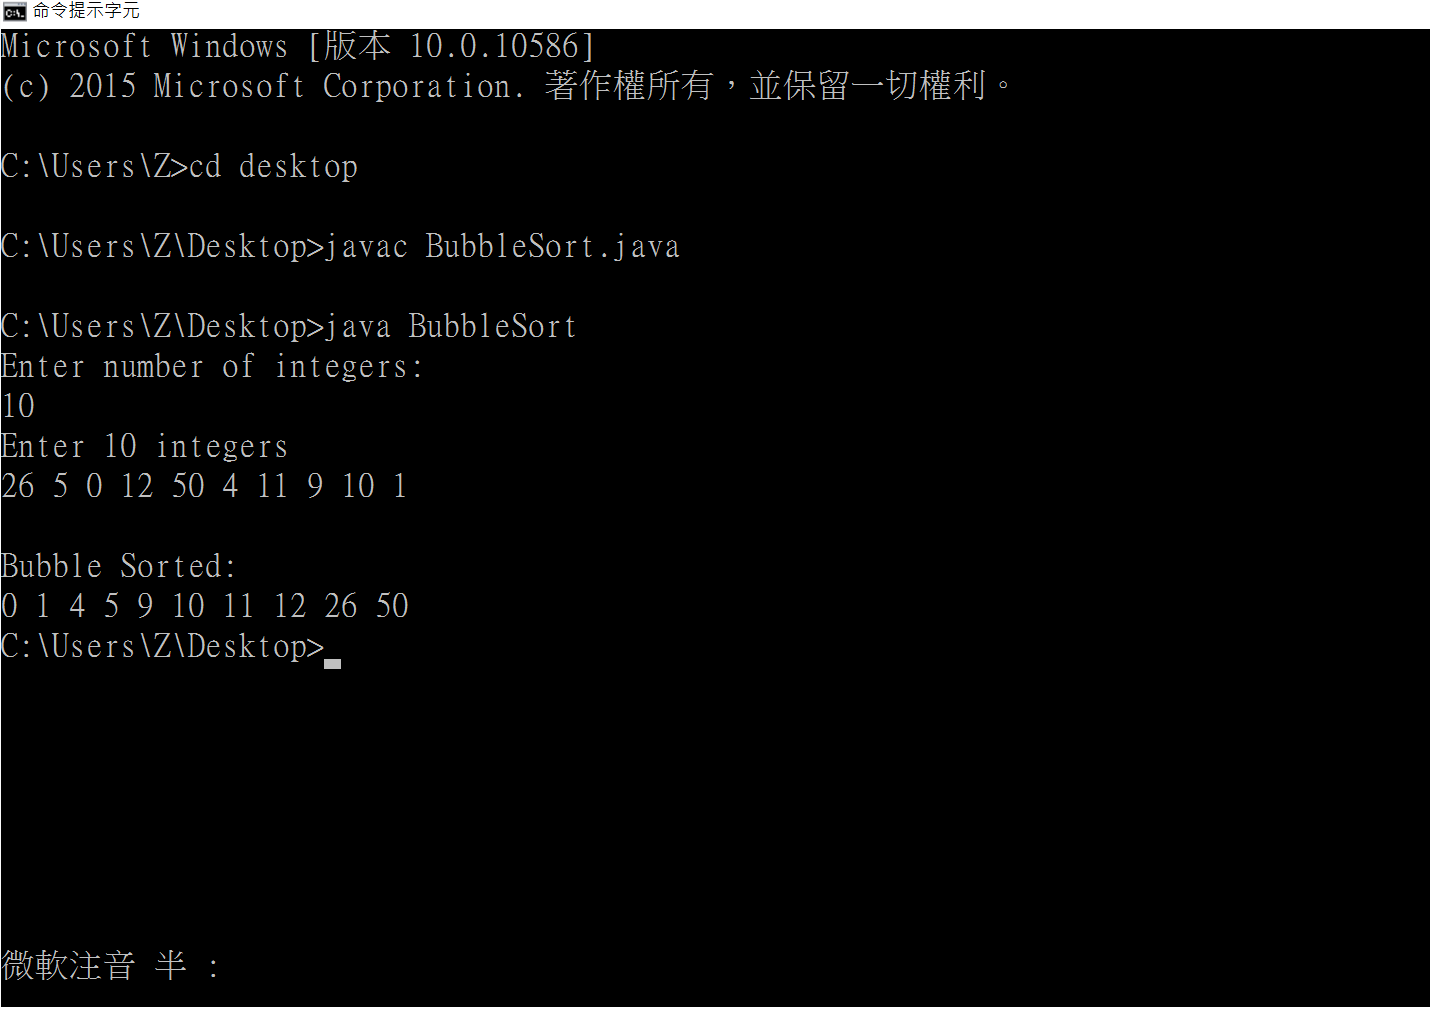 命令提示字元
Microsoft Windows [版本 10.0.10586]
(c) 2015 Microsoft Corporation. 著作權所有，並保留一切權利。
C:\Users\Z>cd desktop
C:\Users\Z\Desktop>javac BubbleSort.java
C:\Users\Z\Desktop>java BubbleSort
Enter number of integers:
10
Enter 10 integers
26 5 0 12 50 4 11 9 10 1
Bubble Sorted:
0 1 4 5 9 10 11 12 26 50
C:\Users\Z\Desktop>
微軟注音 半 :